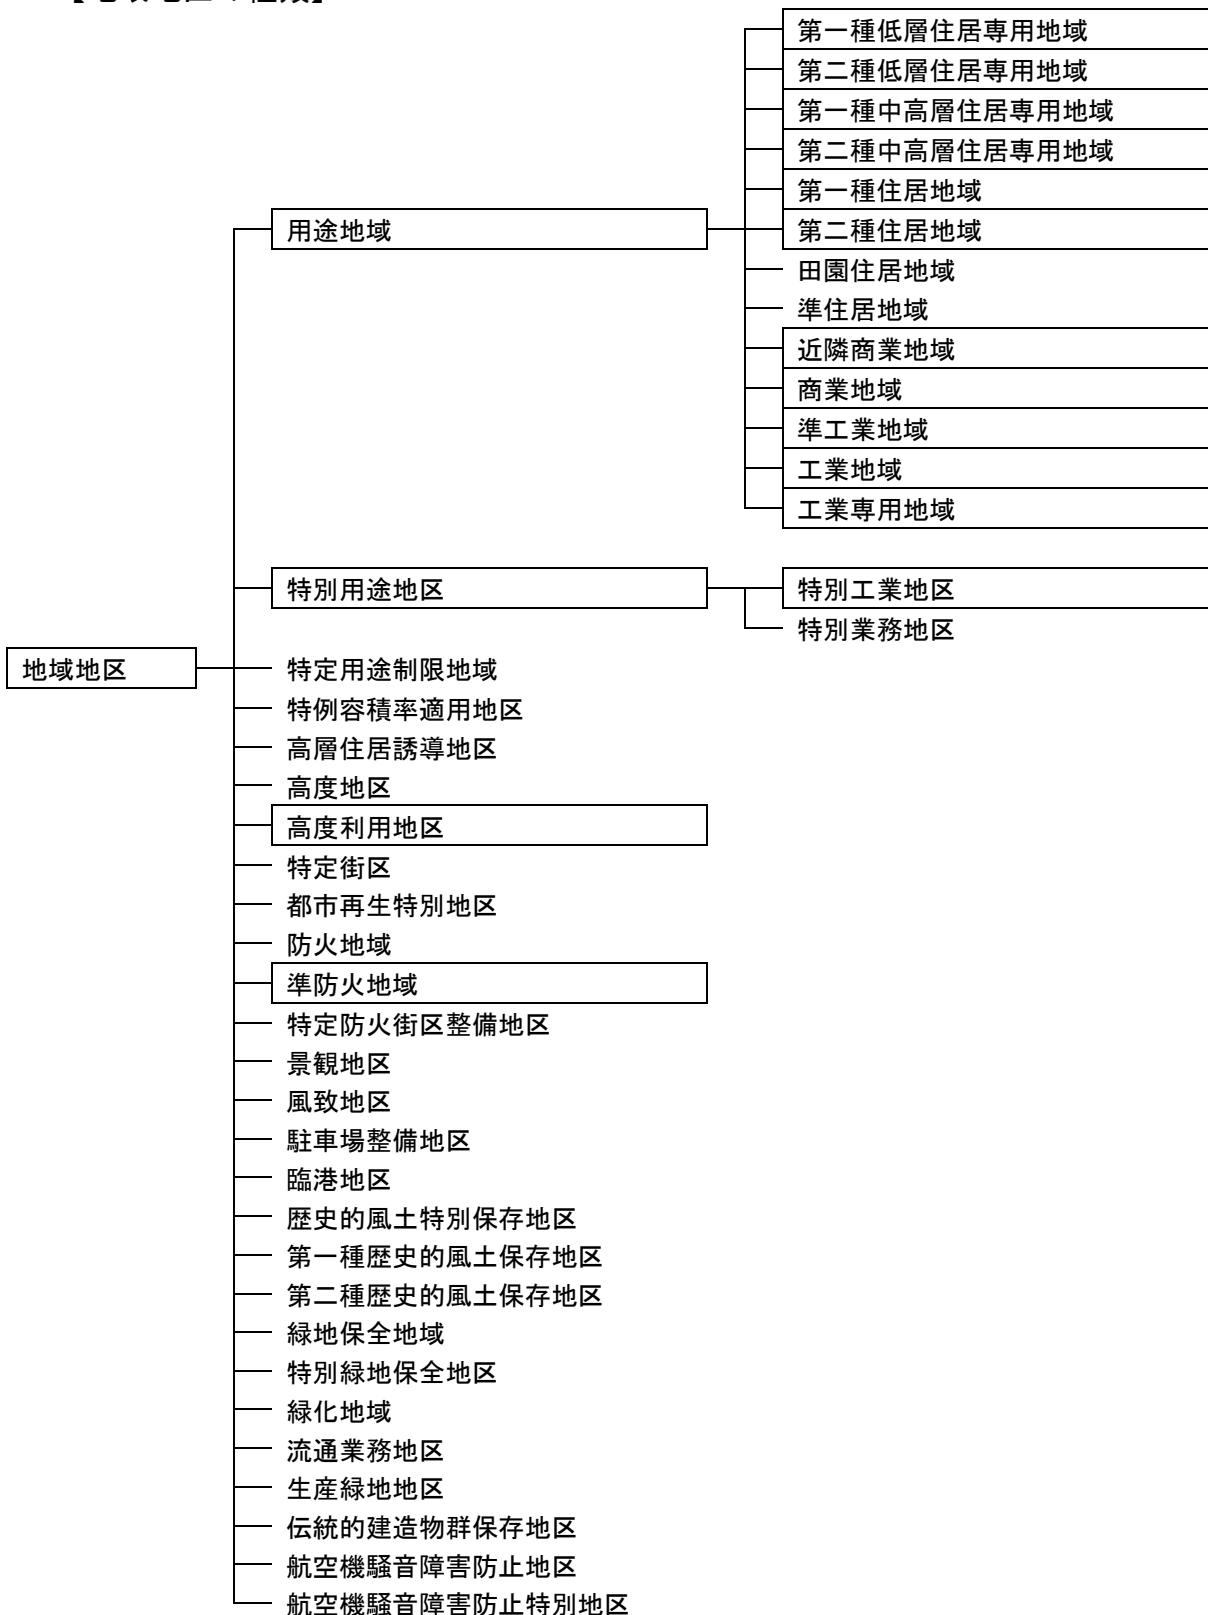 第一種低層住居専用地域
第二種低層住居専用地域
第一種中高層住居専用地域
第二種中高層住居専用地域
第一種住居地域
用途地域
第二種住居地域
田園住居地域
準住居地域
近隣商業地域
商業地域
準工業地域
工業地域
工業専用地域
特別用途地区
特別工業地区
特別業務地区
地域地区
特定用途制限地域
特例容積率適用地区
高層住居誘導地区
高度地区
高度利用地区
特定街区
都市再生特別地区
防火地域
準防火地域
特定防火街区整備地区
景観地区
風致地区
駐車場整備地区
臨港地区
歴史的風土特別保存地区
第一種歴史的風土保存地区
第二種歴史的風土保存地区
緑地保全地域
特別緑地保全地区
緑化地域
流通業務地区
生産緑地地区
伝統的建造物群保存地区
航空機騒音障害防止地区
航空機騒音障害防止特別地区